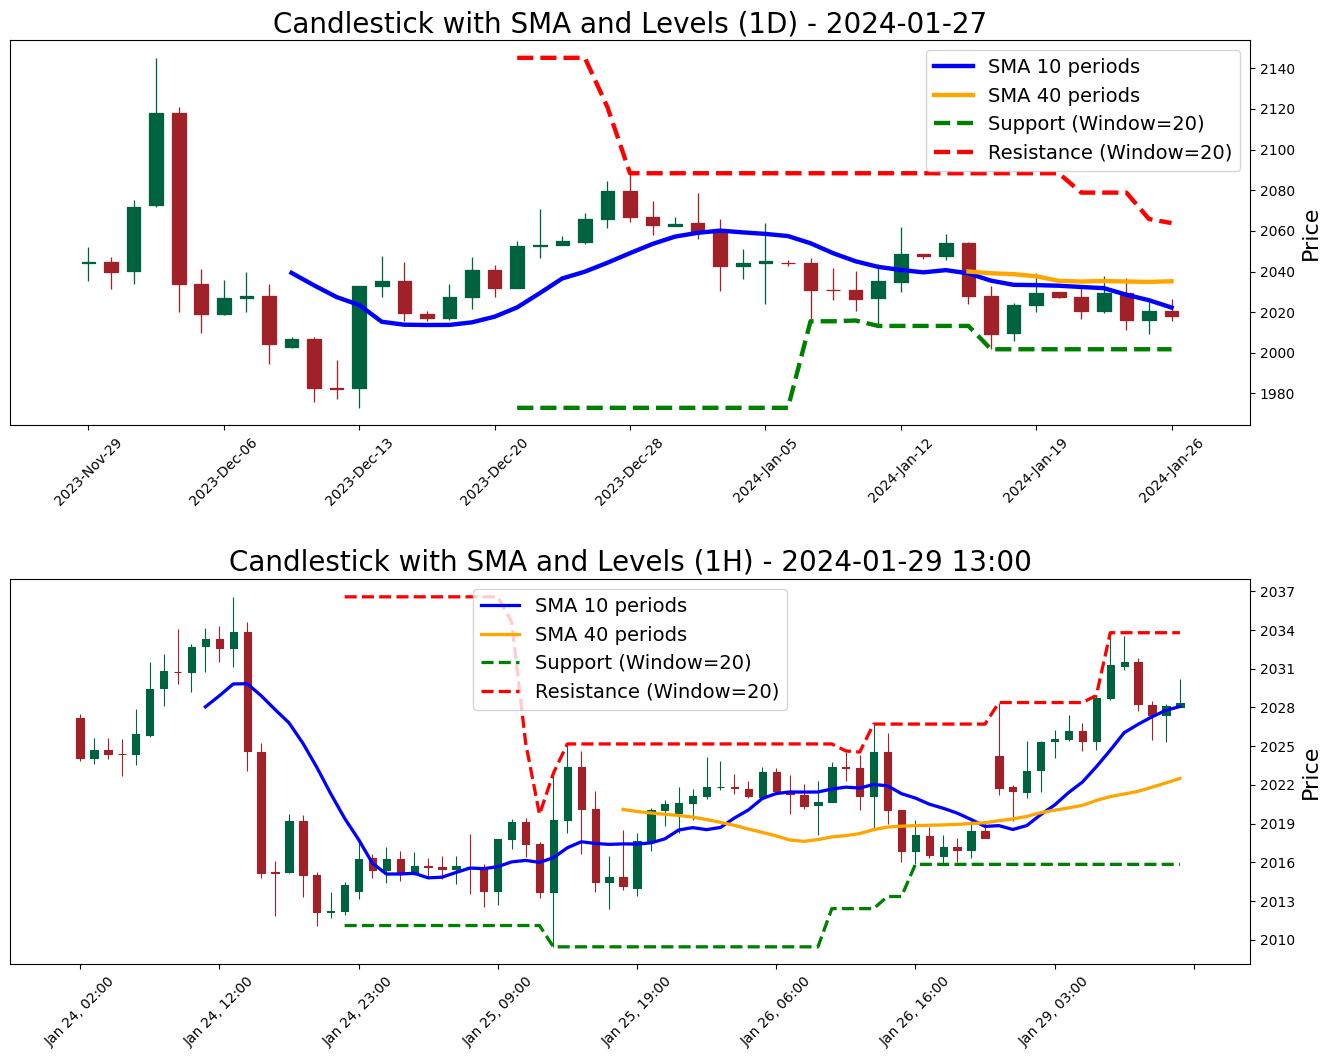 Candlestick with SMA and Levels (1D) - 2024-01-27
SMA 10 periods
SMA 40 periods
Support (Window=20)
Resistance (Window=20)
2140
2120
2100
2080
2060
2040
2020
2000
1980
Price
2023-Nov-29
2023-Dec-06
2023-Dec-13
2023-Dec-20
2023-Dec-28
2024-Jan-05
2024-Jan-12
2024-Jan-19
2024-Jan-26
Candlestick with SMA and Levels (1H) - 2024-01-29 13:00
SMA 10 periods
SMA 40 periods
Support (Window=20)
Resistance (Window=20)
2037
2034
2031
2028
2025
2022
2019
2016
2013
2010
Price
Jan 24, 02:00
Jan 24, 12:00
Jan 24, 23:00
Jan 25, 09:00
Jan 25, 19:00
Jan 26, 06:00
Jan 26, 16:00
Jan 29, 03:00